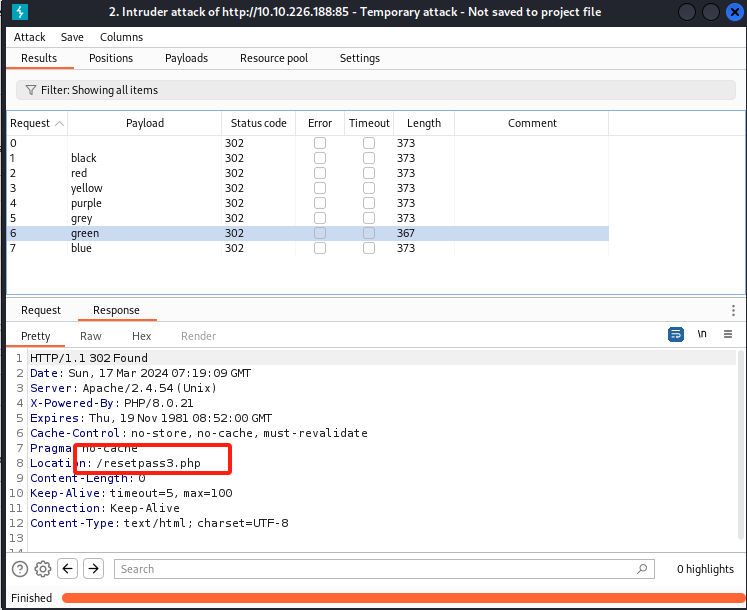 2. Intruder attack of http://10.10.226.188:85 - Temporary attack - Not saved to project file
Attack Save Columns
Results Positions Payloads Resource pool Settings
Filter: Showing all items
Request Payload Status code Error Timeout Length Comment
0 302 373
1 black 302 373
2 red 302 373
3 yellow 302 373
4 purple 302 373
5 grey 302 373
6 green 302 367
7 blue 302 373
Request Response
Pretty Raw Hex Render \n
1 HTTP/1.1 302 Found
2 Date: Sun, 17 Mar 2024 07:19:09 GMT
3 Server: Apache/2.4.54 (Unix)
4 X-Powered-By: PHP/8.0.21
5 Expires: Thu, 19 Nov 1981 08:52:00 GMT
6 Cache-Control: no-store, no-cache, must-revalidate
7 Pragma: no-cache
8 Location: /resetpass3.php
9 Content-Length: 0
10 Keep-Alive: timeout=5, max=100
11 Connection: Keep-Alive
12 Content-Type: text/html; charset=UTF-8
13
14
Search 0 highlights
Finished